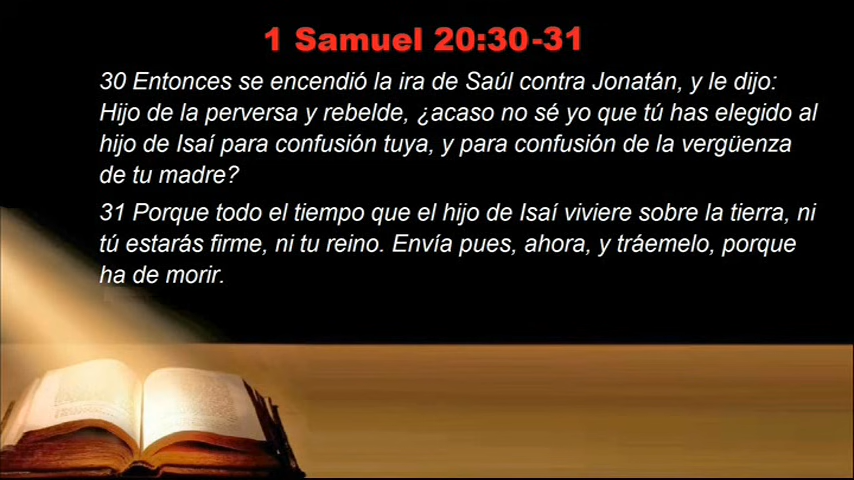 1 Samuel 20:30-31
30 Entonces se encendió la ira de Saúl contra Jonatán, y le dijo:
Hijo de la perversa y rebelde, ¿acaso no sé yo que tú has elegido al
hijo de Isaí para confusión tuya, y para confusión de la vergüenza
de tu madre?
31 Porque todo el tiempo que el hijo de Isaí viviere sobre la tierra, ni
tú estarás firme, ni tu reino. Envía pues, ahora, y tráemelo, porque
ha de morir.